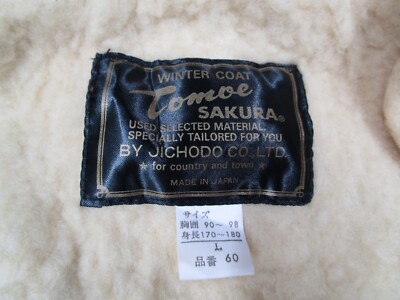 WINTER COAT
Tomoe
SAKURA®
USED SELECTED MATERIAL.
SPECIALLY TAILORED FOR YOU
BY JICHODO CO., LTD.
★ for country and town ★
MADE IN JAPAN
サイズ
胸囲 90～98
身長170～180
L
品番 60